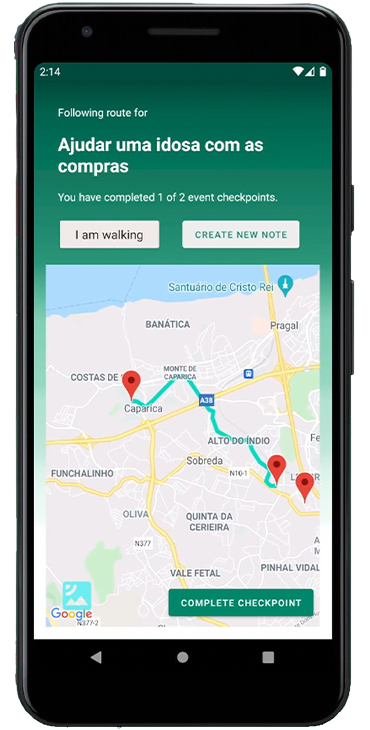 2:14
Following route for
Ajudar uma idosa com as
compras
You have completed 1 of 2 event checkpoints.
I am walking
CREATE NEW NOTE
Santuário de Cristo Rei
BANÁTICA
Pragal
MONTE DE
CAPARICA
COSTAS DE
Caparica
A38
ALTO DO ÍNDIO
Sobreda
N10-1
FUNCHALINHO
OLIVA
QUINTA DA
CERIEIRA
N377
VALE FETAL
PINHAL VIDAL
COMPLETE CHECKPOINT
Google
N377-2